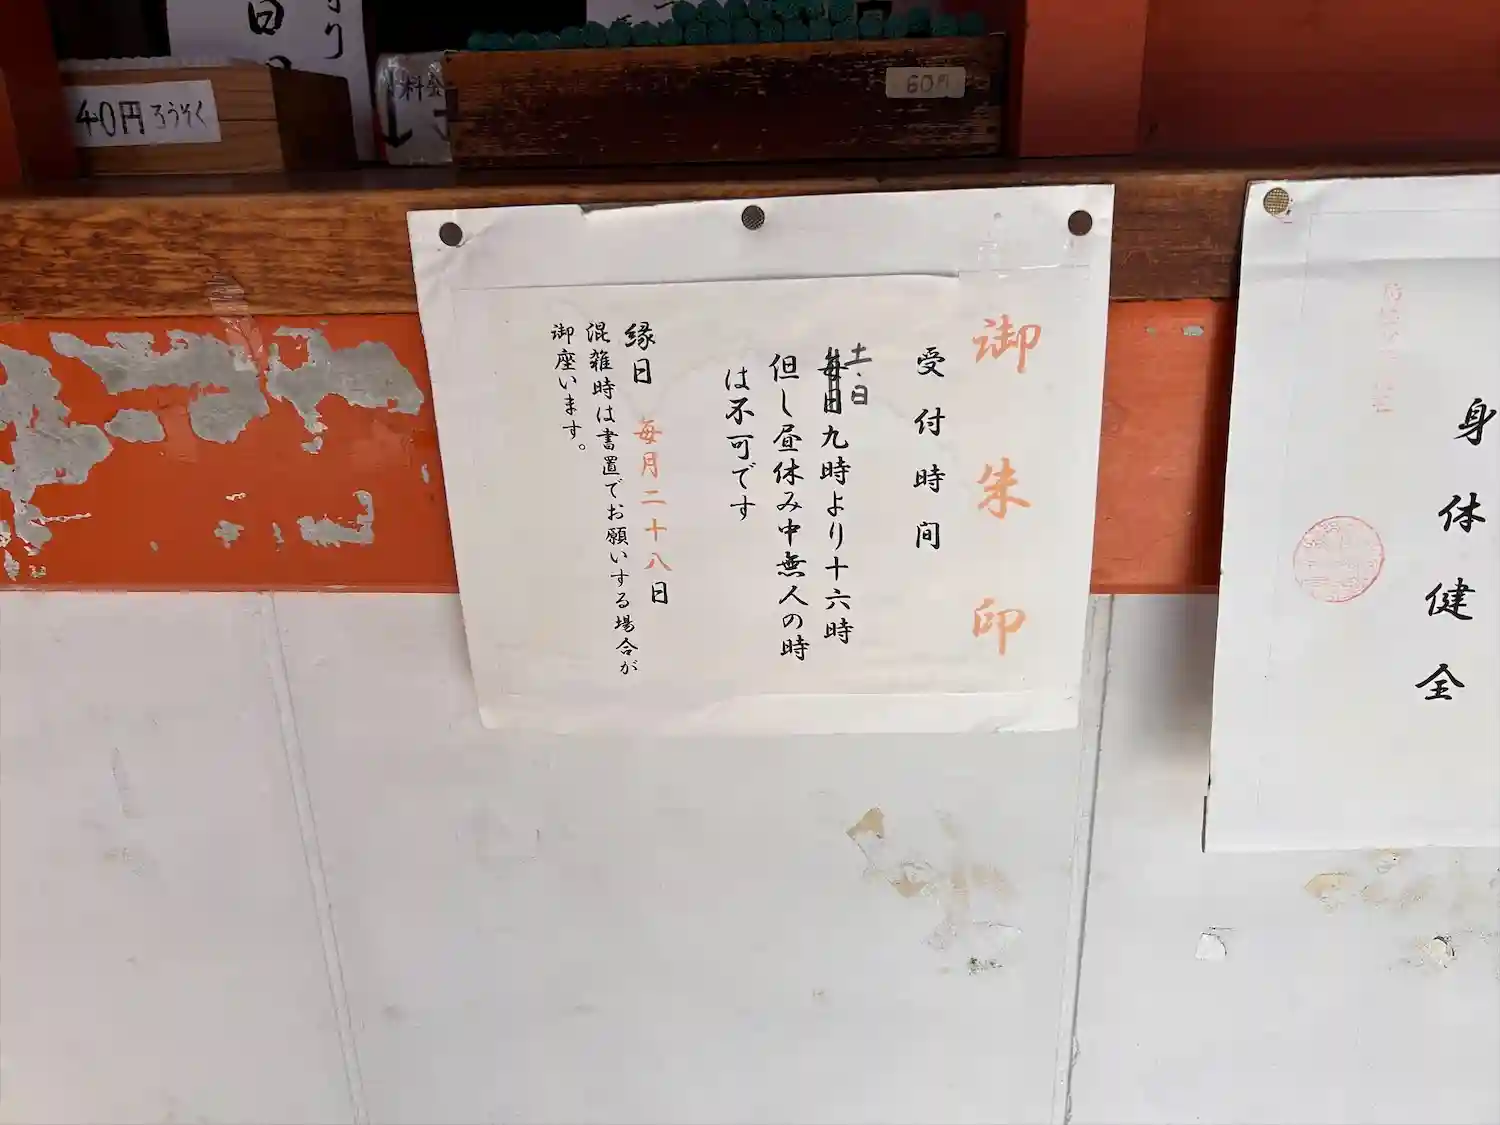 40円ろうそく
60円
御朱印
受付時間
土・日
毎日九時より十六時
但し昼休み中無人の時
は不可です
縁日 毎月二十八日
混雑時は書置でお願いする場合が
御座います。
身体健全